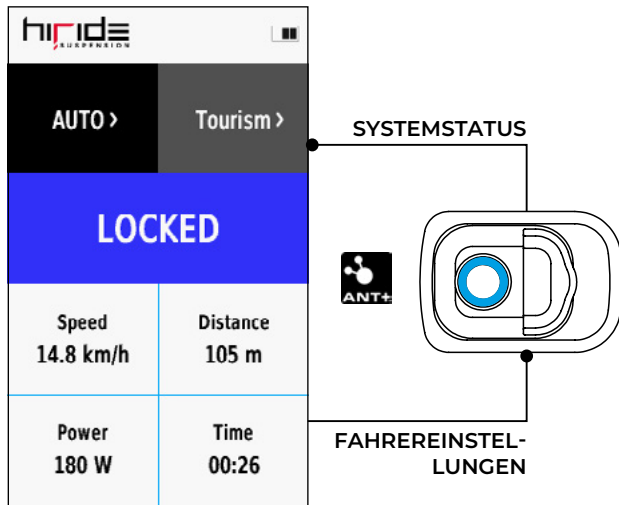 hiride
SUSPENSION
AUTO >
Tourism >
LOCKED
Speed
14.8 km/h
Distance
105 m
Power
180 W
Time
00:26
SYSTEMSTATUS
ANT+
FAHREREINSTEL-
LUNGEN